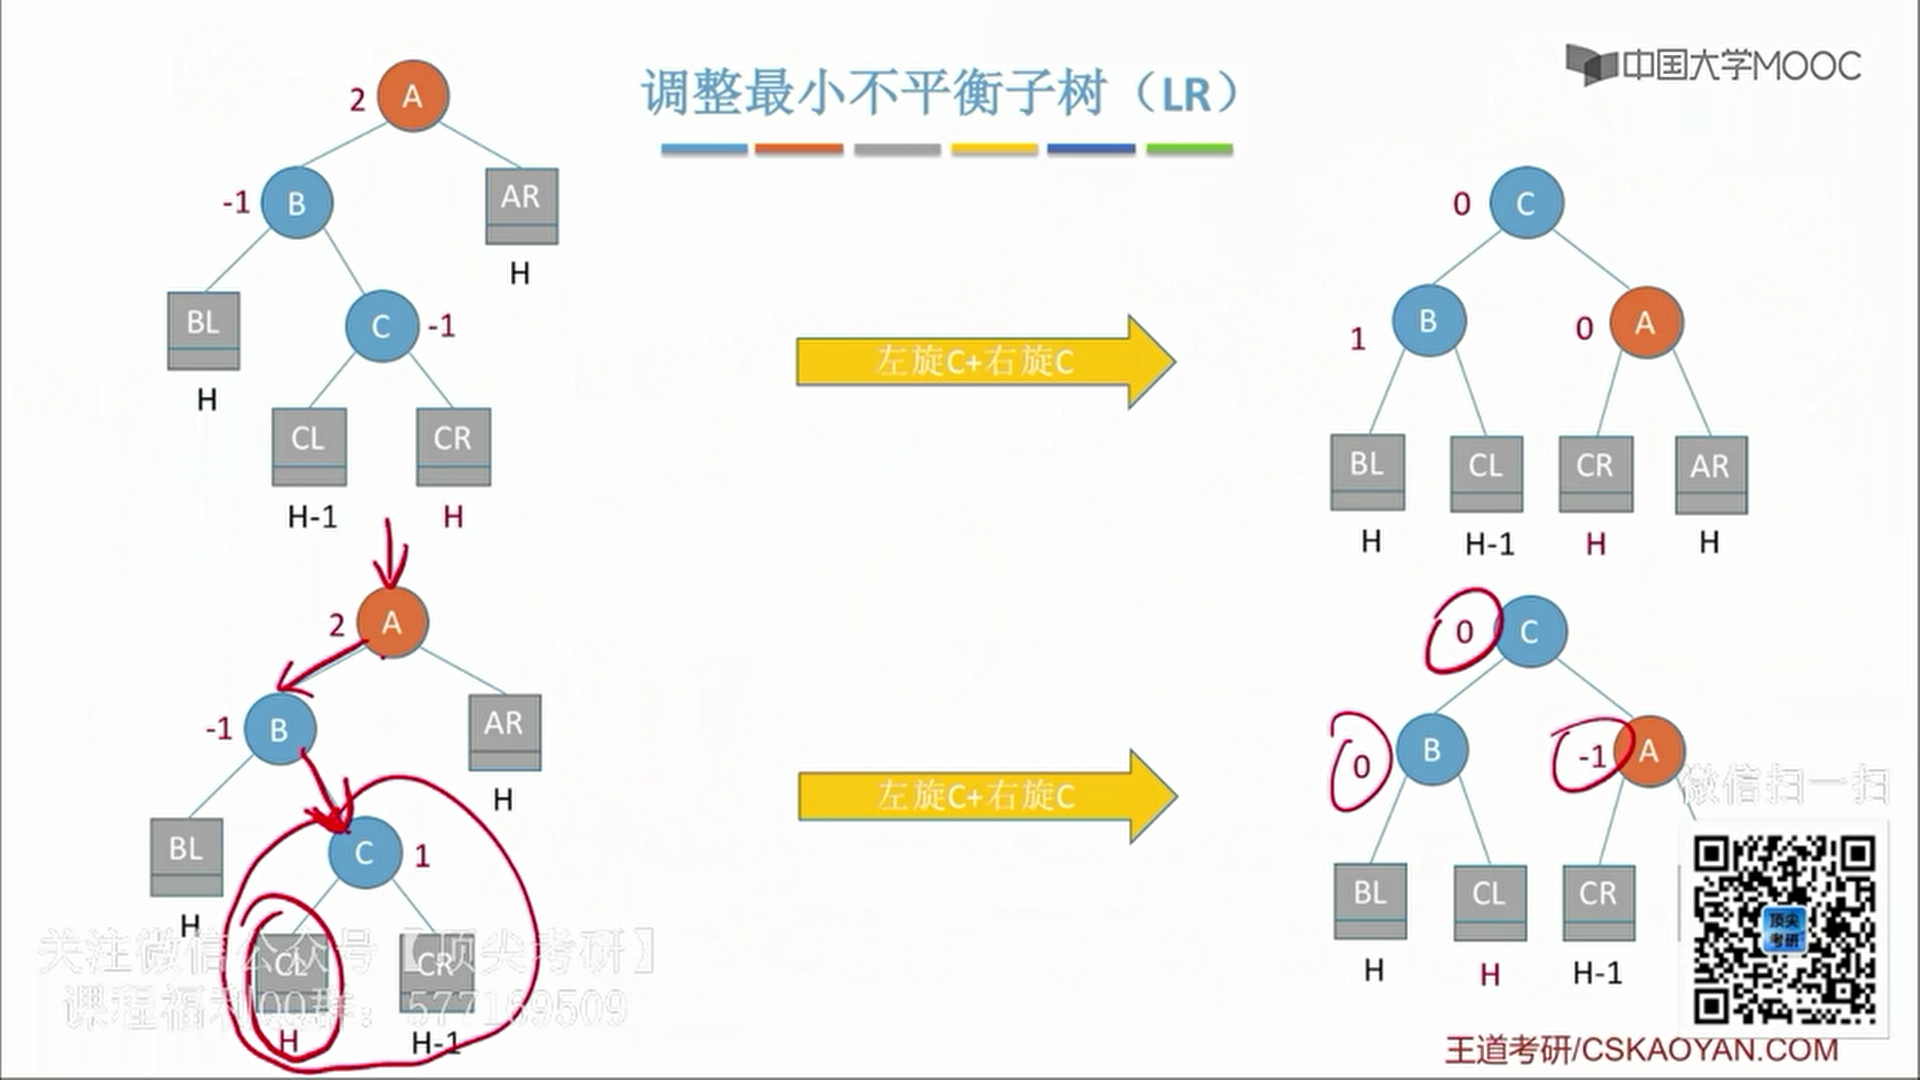 调整最小不平衡子树（LR）
中国大学MOOC
2 A
-1 B
AR
H
BL
H
C -1
CL
CR
H-1
H
左旋C+右旋C
0 C
1 B
0 A
BL
CL
CR
AR
H
H-1
H
H
2 A
-1 B
AR
H
BL
H
C 1
CL
CR
H
H-1
左旋C+右旋C
0 C
0 B
-1 A
BL
CL
CR
H
H
H-1
微信扫一扫
顶尖
考研
关注微信公众号【顶尖考研】
课程福利QQ群：577169509
王道考研/CSKAOYAN.COM